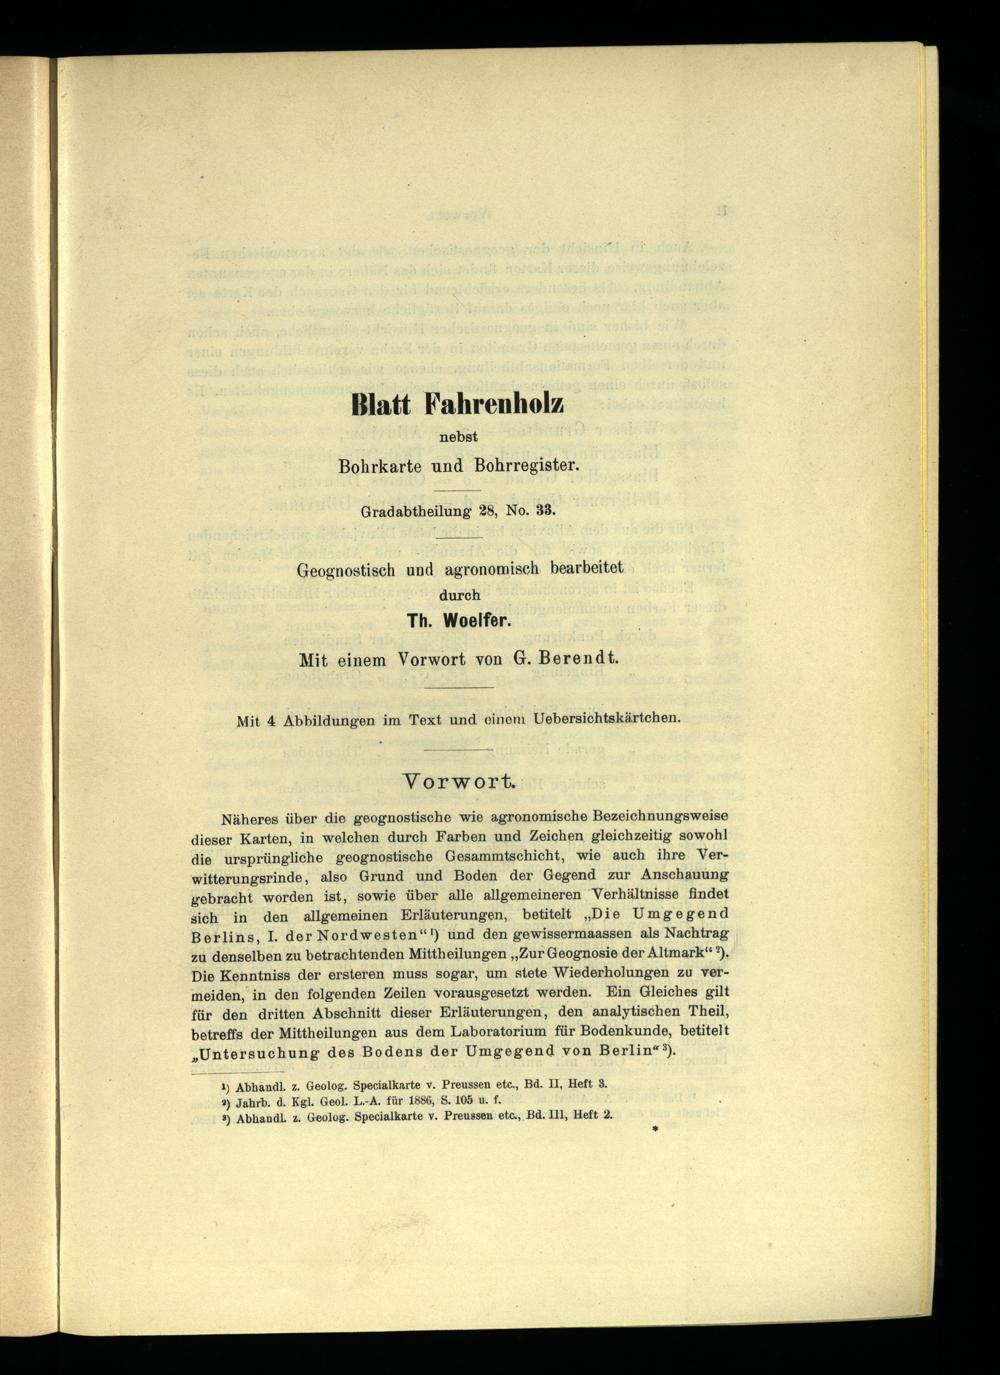 Blatt Fahrenholz
nebst
Bohrkarte und Bohrregister.
Gradabtheilung 28, No. 33.
Geognostisch und agronomisch bearbeitet
durch
Th. Woelfer.
Mit einem Vorwort von G. Berendt.
Mit 4 Abbildungen im Text und einem Uebersichtskärtchen.
Vorwort.
Näheres über die geognostische wie agronomische Bezeichnungsweise
dieser Karten, in welchen durch Farben und Zeichen gleichzeitig sowohl
die ursprüngliche geognostische Gesammtschicht, wie auch ihre Ver-
witterungsrinde, also Grund und Boden der Gegend zur Anschauung
gebracht worden ist, sowie über alle allgemeineren Verhältnisse findet
sich in den allgemeinen Erläuterungen, betitelt „Die Umgegend
Berlins, I. der Nordwesten“¹) und den gewissermaassen als Nachtrag
zu denselben zu betrachtenden Mittheilungen „Zur Geognosie der Altmark“²).
Die Kenntniss der ersteren muss sogar, um stete Wiederholungen zu ver-
meiden, in den folgenden Zeilen vorausgesetzt werden. Ein Gleiches gilt
für den dritten Abschnitt dieser Erläuterungen, den analytischen Theil,
betreffs der Mittheilungen aus dem Laboratorium für Bodenkunde, betitelt
„Untersuchung des Bodens der Umgegend von Berlin“³).
¹) Abhandl. z. Geolog. Specialkarte v. Preussen etc., Bd. II, Heft 3.
²) Jahrb. d. Kgl. Geol. L.-A. für 1886, S. 105 u. f.
³) Abhandl. z. Geolog. Specialkarte v. Preussen etc., Bd. III, Heft 2.
*